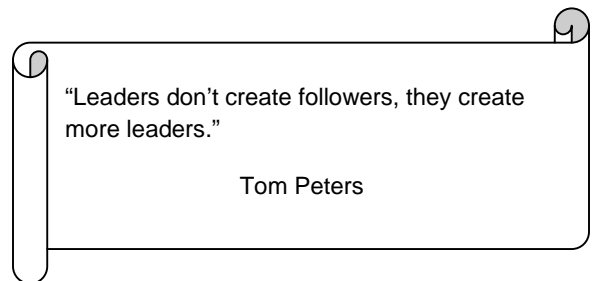 “Leaders don’t create followers, they create
more leaders.”
Tom Peters